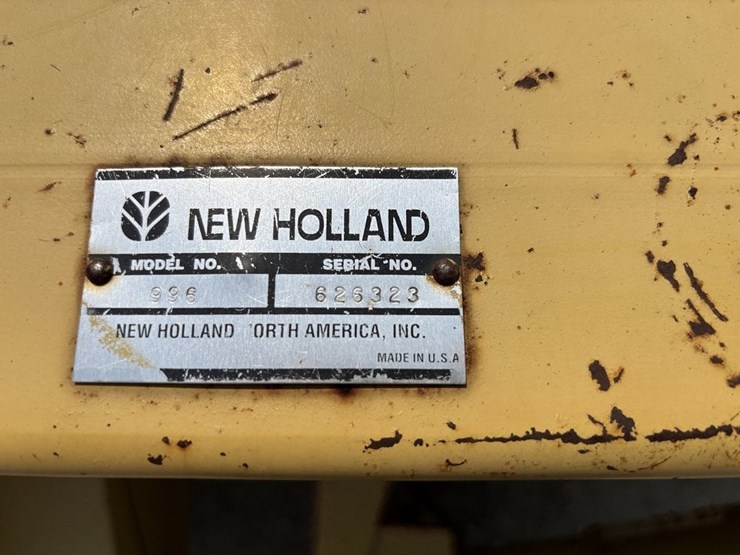 NEW HOLLAND
MODEL NO. SERIAL NO.
996 626323
NEW HOLLAND ORTH AMERICA, INC.
MADE IN U.S.A